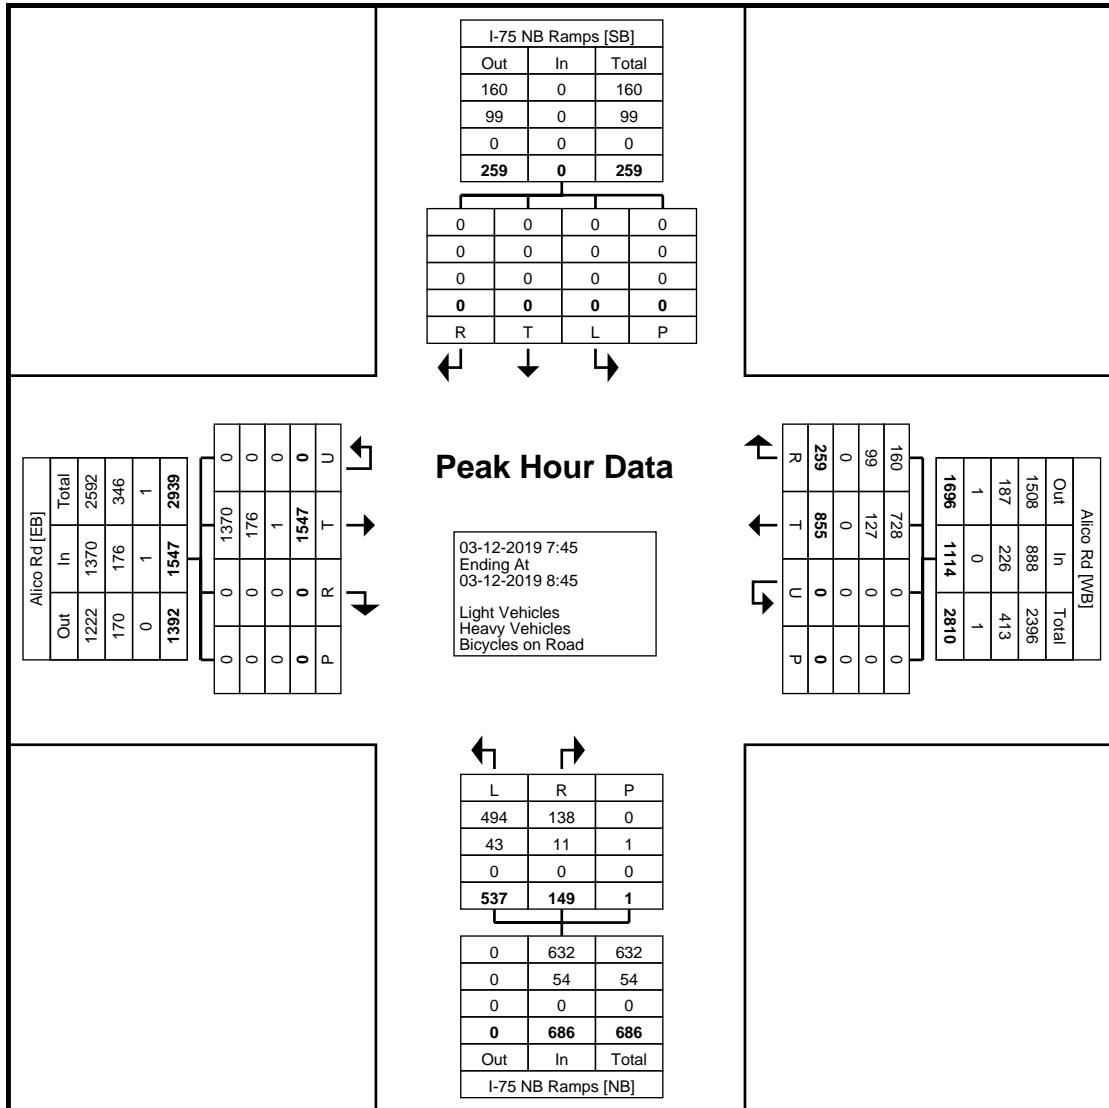 I-75 NB Ramps [SB]
Out In Total
160 0 160
99 0 99
0 0 0
259 0 259
0 0 0 0
0 0 0 0
0 0 0 0
0 0 0 0
R T L P
Peak Hour Data
03-12-2019 7:45
Ending At
03-12-2019 8:45
Light Vehicles
Heavy Vehicles
Bicycles on Road
Alico Rd [EB]
Out In Total
1222 1370 2592
170 176 346
0 1 1
1392 1547 2939
0 1370 0 0
0 176 0 0
0 1 0 0
0 1547 0 0
U T R P
Alico Rd [WB]
Out In Total
1508 888 2396
187 226 413
1 0 1
1696 1114 2810
160 728 0 0
99 127 0 0
0 0 0 0
259 855 0 0
R T U P
L R P
494 138 0
43 11 1
0 0 0
537 149 1
0 632 632
0 54 54
0 0 0
0 686 686
Out In Total
I-75 NB Ramps [NB]